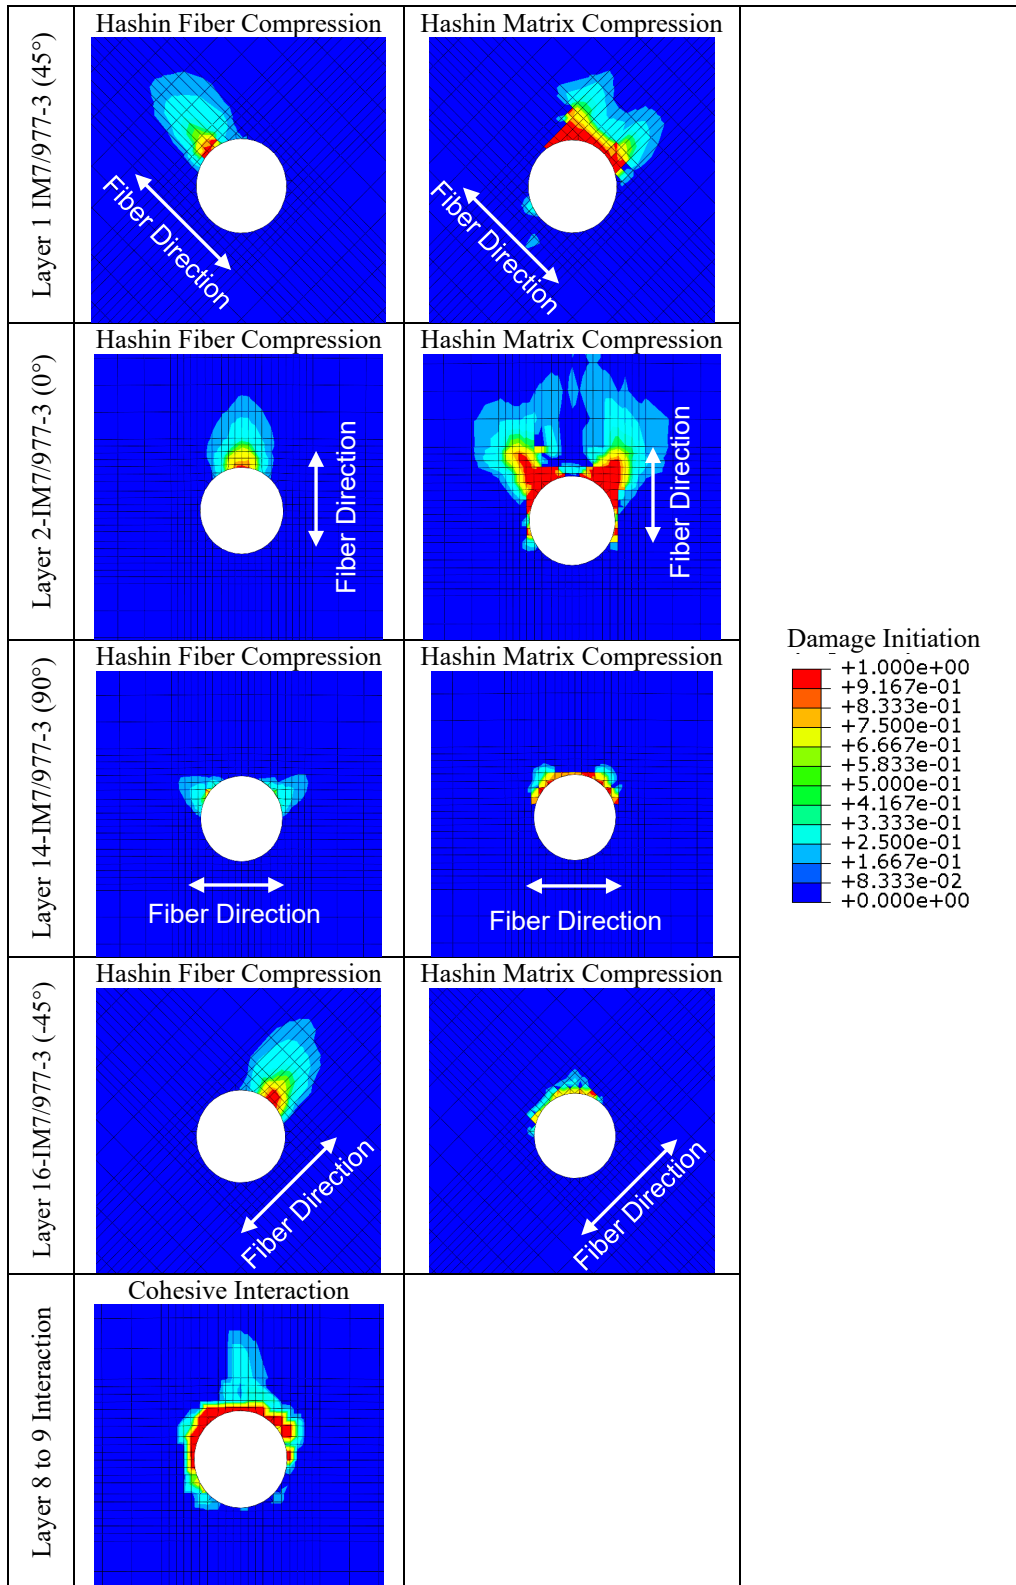 Layer 1 IM7/977-3 (45°)
Hashin Fiber Compression
Fiber Direction
Hashin Matrix Compression
Fiber Direction
Layer 2-IM7/977-3 (0°)
Hashin Fiber Compression
Fiber Direction
Hashin Matrix Compression
Fiber Direction
Layer 14-IM7/977-3 (90°)
Hashin Fiber Compression
Fiber Direction
Hashin Matrix Compression
Fiber Direction
Damage Initiation
+1.000e+00
+9.167e-01
+8.333e-01
+7.500e-01
+6.667e-01
+5.833e-01
+5.000e-01
+4.167e-01
+3.333e-01
+2.500e-01
+1.667e-01
+8.333e-02
+0.000e+00
Layer 16-IM7/977-3 (-45°)
Hashin Fiber Compression
Fiber Direction
Hashin Matrix Compression
Fiber Direction
Layer 8 to 9 Interaction
Cohesive Interaction